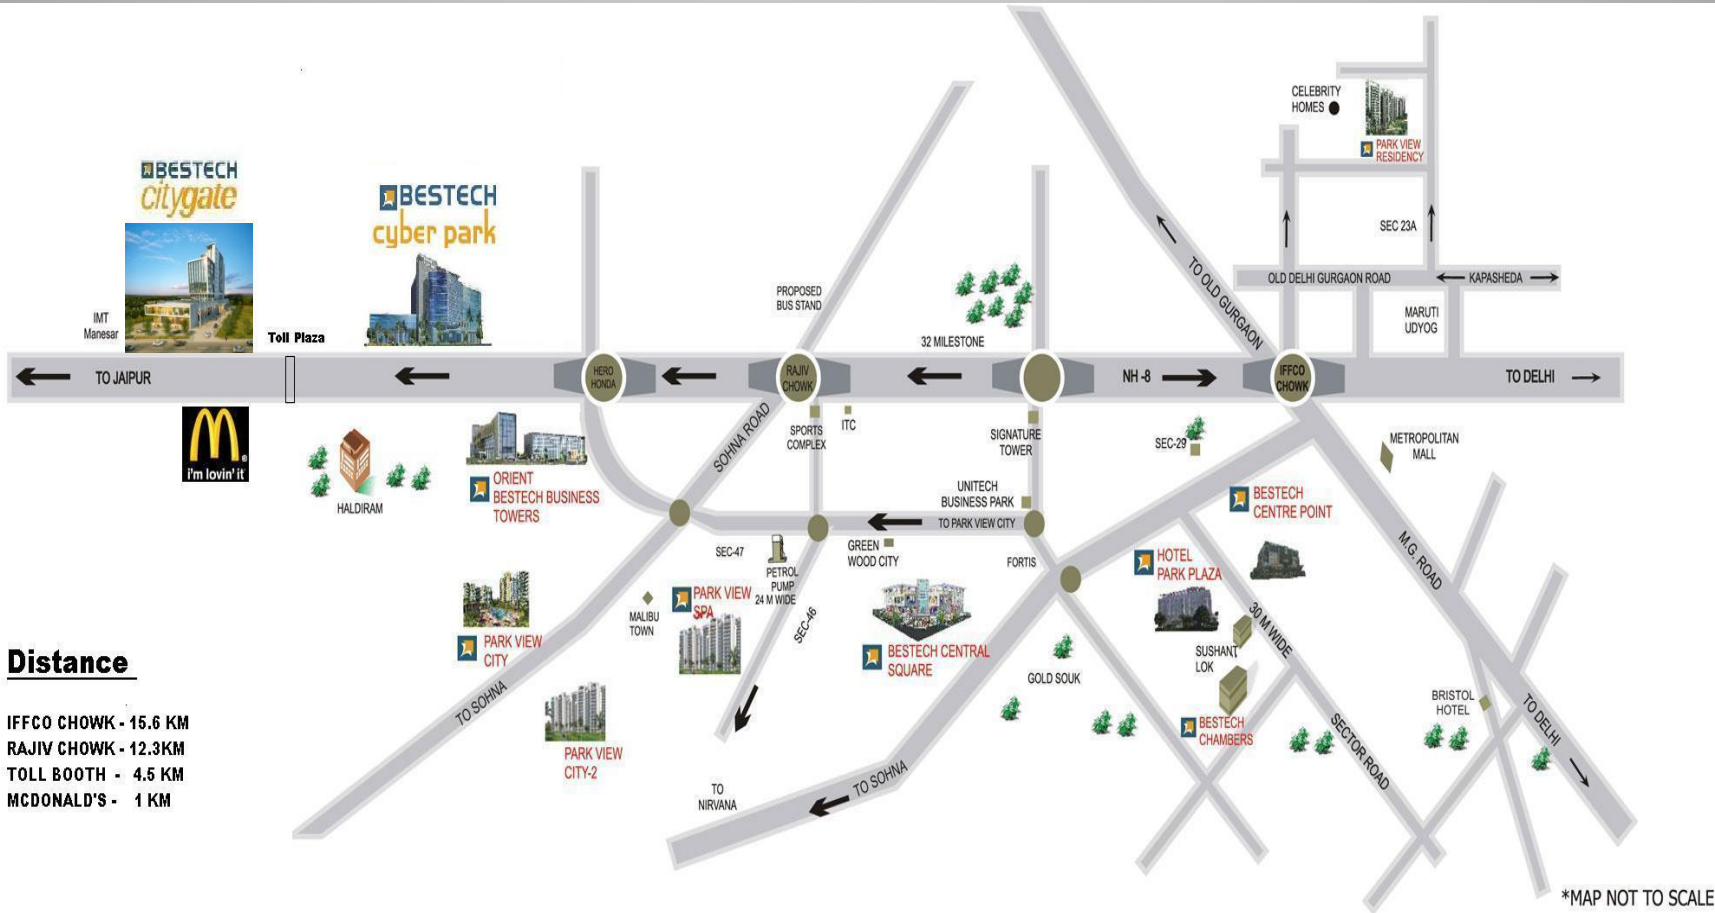 CELEBRITY
HOMES
PARK VIEW
RESIDENCY
BESTECH
citygate
BESTECH
cyber park
SEC 23A
TO OLD GURGAON
OLD DELHI GURGAON ROAD
KAPASHEDA
PROPOSED
BUS STAND
IMT
Manesar
MARUTI
UDYOG
Toll Plaza
32 MILESTONE
TO JAIPUR
HERO
HONDA
RAJIV
CHOWK
NH -8
IFFCO
CHOWK
TO DELHI
i'm lovin' it
®
SOHNA ROAD
SPORTS
COMPLEX
ITC
SIGNATURE
TOWER
SEC-29
METROPOLITAN
MALL
HALDIRAM
ORIENT
BESTECH BUSINESS
TOWERS
UNITECH
BUSINESS PARK
BESTECH
CENTRE POINT
TO PARK VIEW CITY
SEC-47
PETROL
PUMP
24 M WIDE
GREEN
WOOD CITY
FORTIS
HOTEL
PARK PLAZA
M.G. ROAD
MALIBU
TOWN
PARK VIEW
SPA
SEC-46
30 M WIDE
PARK VIEW
CITY
BESTECH CENTRAL
SQUARE
SUSHANT
LOK
GOLD SOUK
Distance
TO SOHNA
BRISTOL
HOTEL
TO DELHI
BESTECH
CHAMBERS
SECTOR ROAD
PARK VIEW
CITY-2
TO
NIRVANA
TO SOHNA
IFFCO CHOWK - 15.6 KM
RAJIV CHOWK - 12.3KM
TOLL BOOTH - 4.5 KM
MCDONALD'S - 1 KM
*MAP NOT TO SCALE